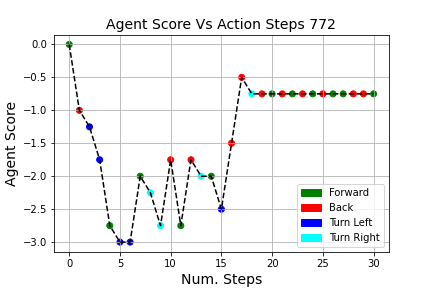 Agent Score Vs Action Steps 772
Agent Score
0.0
−0.5
−1.0
−1.5
−2.0
−2.5
−3.0
Forward
Back
Turn Left
Turn Right
0 5 10 15 20 25 30
Num. Steps